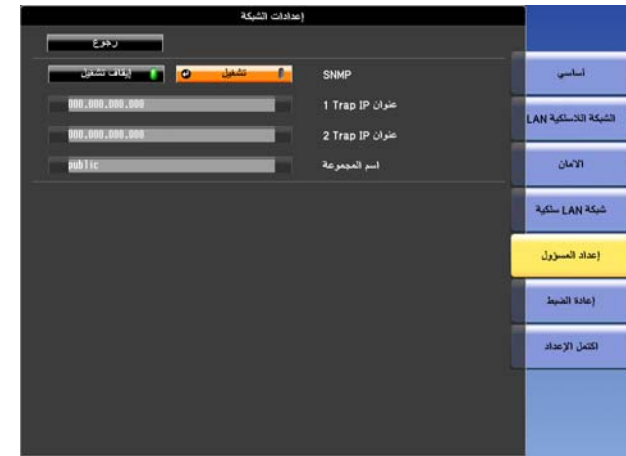 إعدادات الشبكة
رجوع
SNMP تشغيل إيقاف تشغيل
عنوان Trap IP 1 000.000.000.000
عنوان Trap IP 2 000.000.000.000
اسم المجموعة public
أساسي
الشبكة اللاسلكية LAN
الأمان
شبكة LAN سلكية
إعداد المسؤول
إعادة الضبط
اكتمل الإعداد